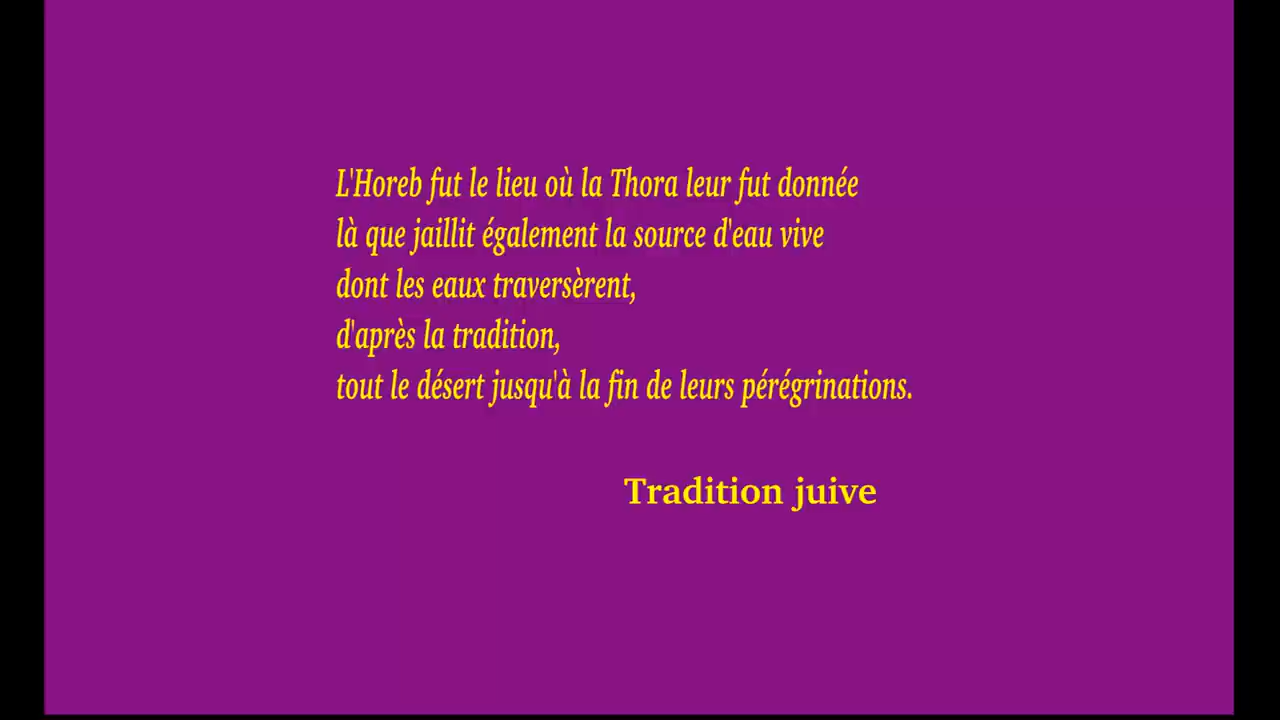 L'Horeb fut le lieu où la Thora leur fut donnée
là que jaillit également la source d'eau vive
dont les eaux traversèrent,
d'après la tradition,
tout le désert jusqu'à la fin de leurs pérégrinations.
Tradition juive